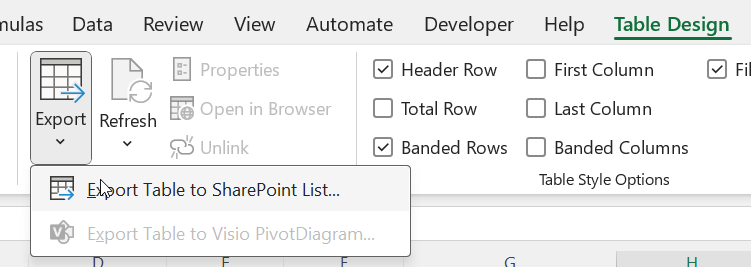 mulas Data Review View Automate Developer Help Table Design
Export
Refresh
Properties
Open in Browser
Unlink
Header Row
First Column
Fil
Total Row
Last Column
Banded Rows
Banded Columns
Table Style Options
Export Table to SharePoint List...
Export Table to Visio PivotDiagram...
D E F G H